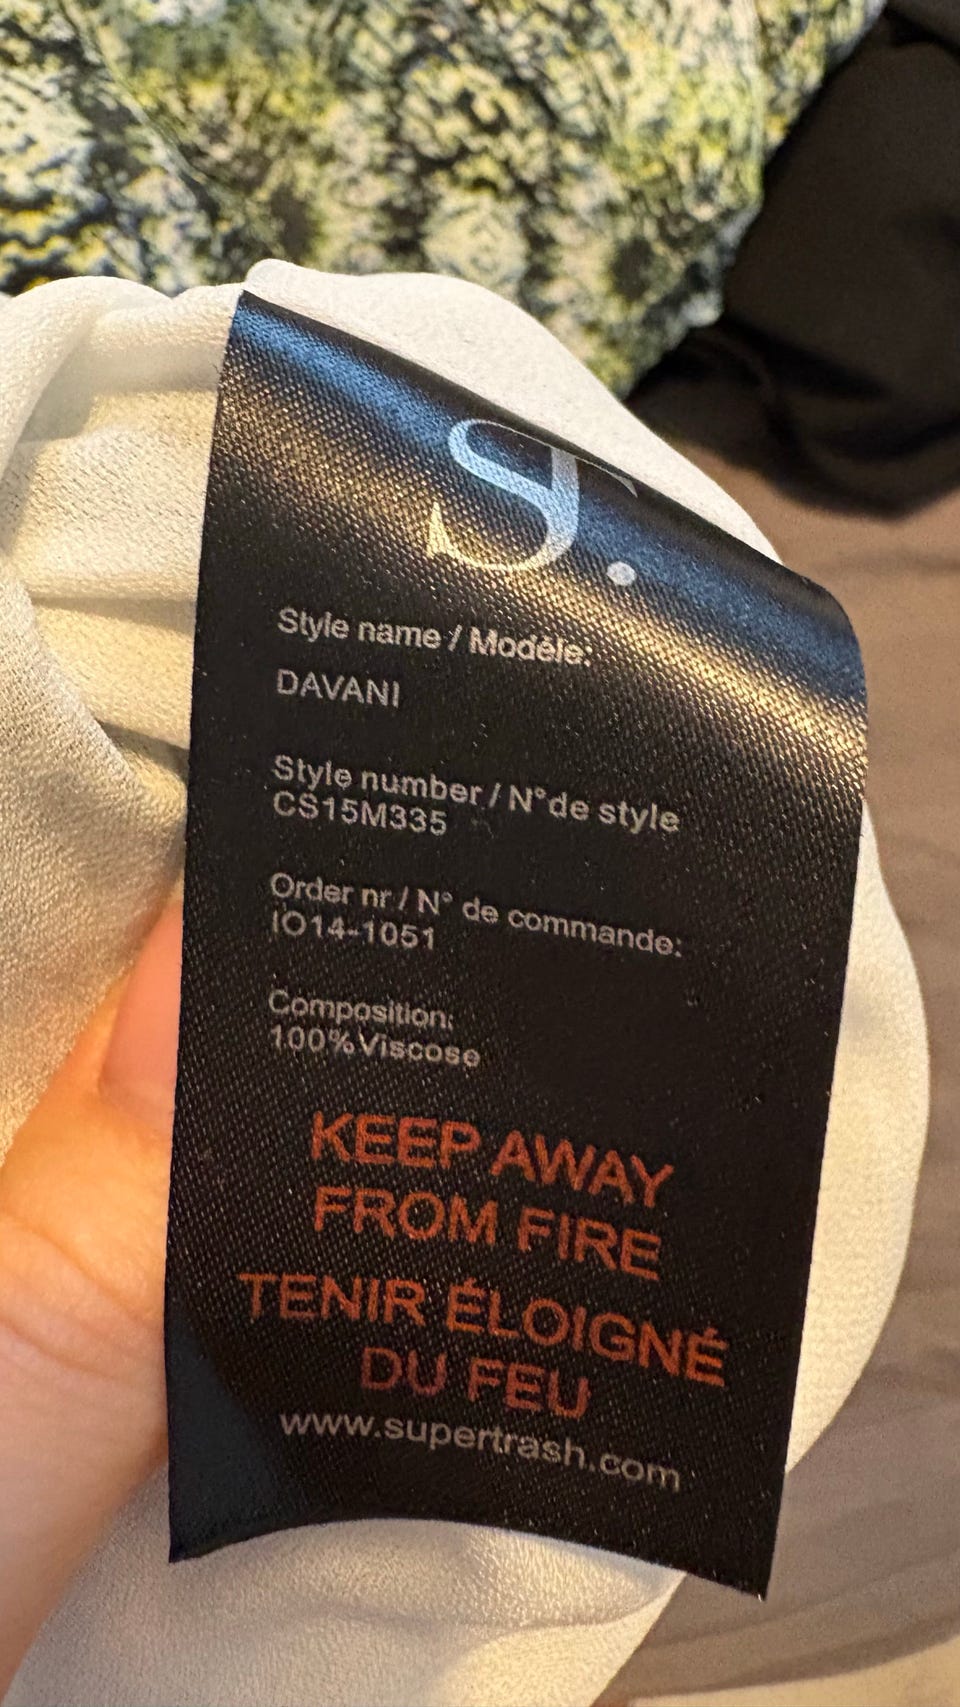 ST.
Style name / Modèle:
DAVANI
Style number / N° de style
CS15M335
Order nr / N° de commande:
IO14-1051
Composition:
100% Viscose
KEEP AWAY
FROM FIRE
TENIR ÉLOIGNÉ
DU FEU
www.supertrash.com